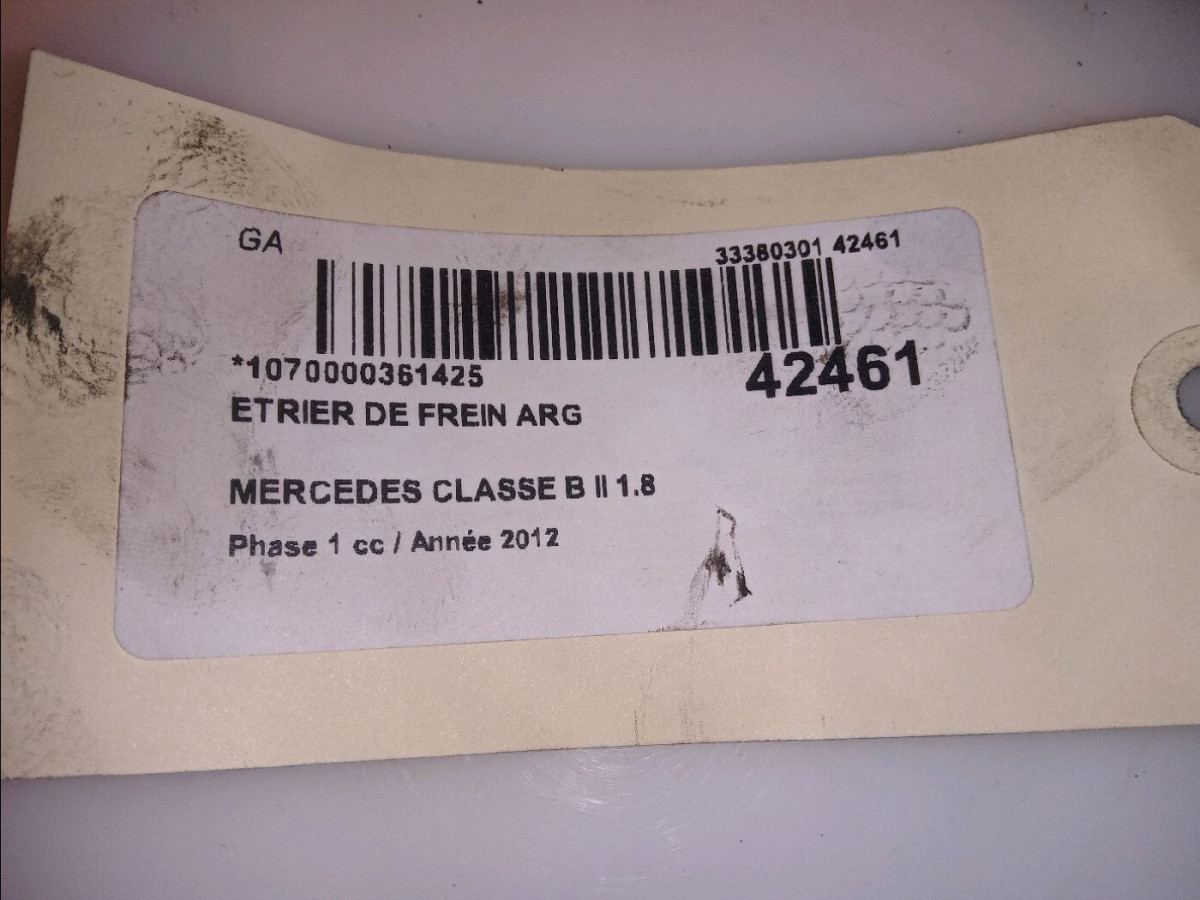 GA
33380301 42461
*1070000361425
42461
ETRIER DE FREIN ARG
MERCEDES CLASSE B II 1.8
Phase 1 cc / Année 2012